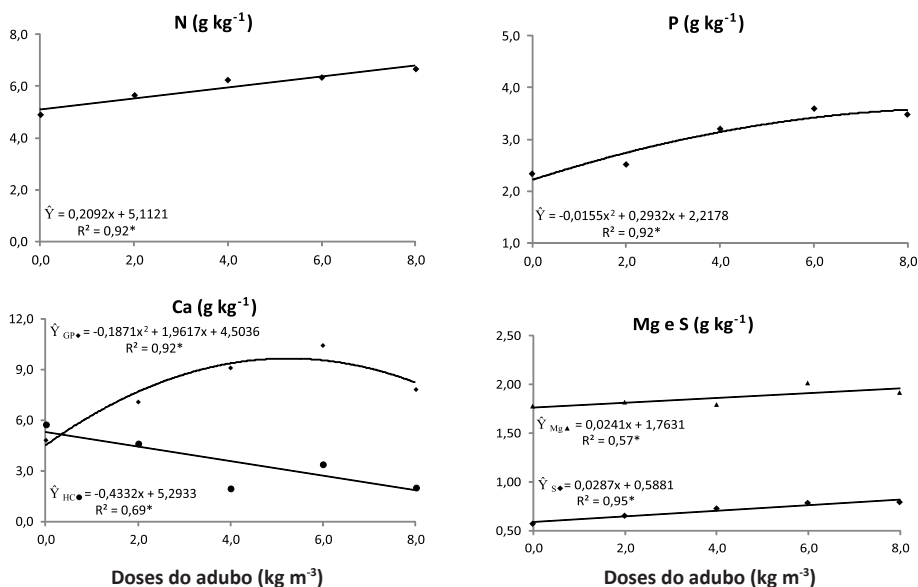 N (g kg⁻¹)
8,0
6,0
4,0
2,0
0,0
Ŷ = 0,2092x + 5,1121
R² = 0,92*
0,0 2,0 4,0 6,0 8,0
P (g kg⁻¹)
5,0
4,0
3,0
2,0
1,0
Ŷ = -0,0155x² + 0,2932x + 2,2178
R² = 0,92*
0,0 2,0 4,0 6,0 8,0
Ca (g kg⁻¹)
12,0
9,0
6,0
3,0
0,0
Ŷ GP◆ = -0,1871x² + 1,9617x + 4,5036
R² = 0,92*
Ŷ HC● = -0,4332x + 5,2933
R² = 0,69*
0,0 2,0 4,0 6,0 8,0
Doses do adubo (kg m⁻³)
Mg e S (g kg⁻¹)
2,50
2,00
1,50
1,00
0,50
Ŷ Mg▲ = 0,0241x + 1,7631
R² = 0,57*
Ŷ S◆ = 0,0287x + 0,5881
R² = 0,95*
0,0 2,0 4,0 6,0 8,0
Doses do adubo (kg m⁻³)